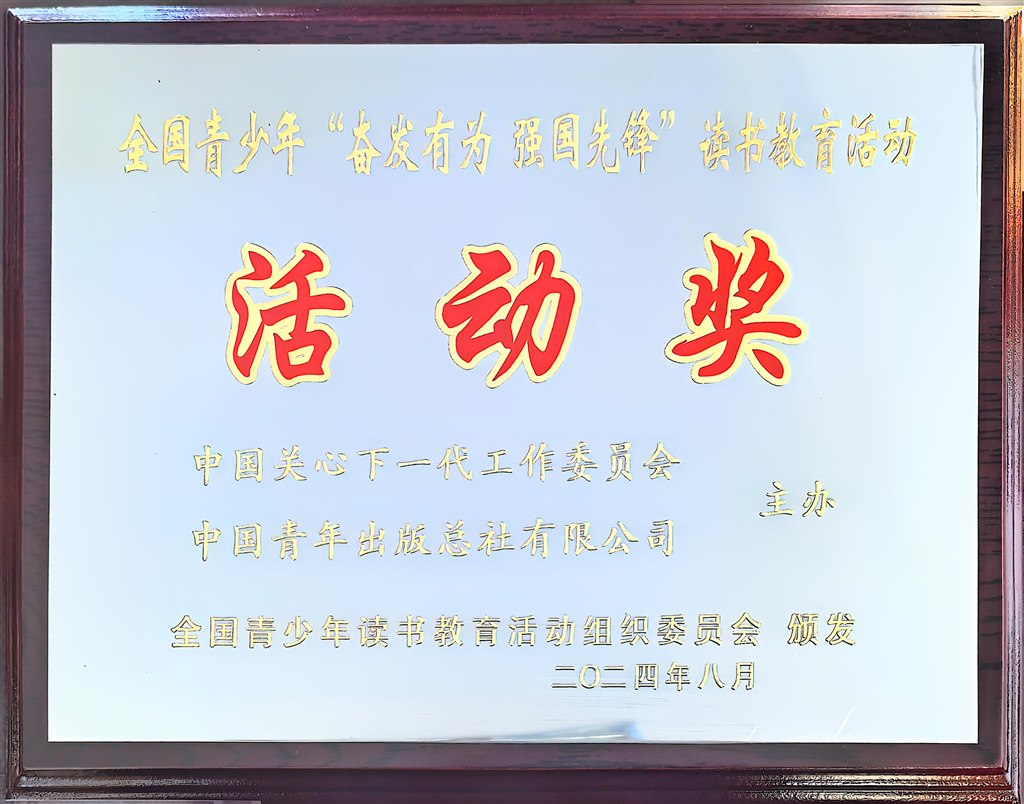 全国青少年“奋发有为 强国先锋”读书教育活动
活动奖
中国关心下一代工作委员会
中国青年出版总社有限公司
主办
全国青少年读书教育活动组织委员会 颁发
二〇二四年八月